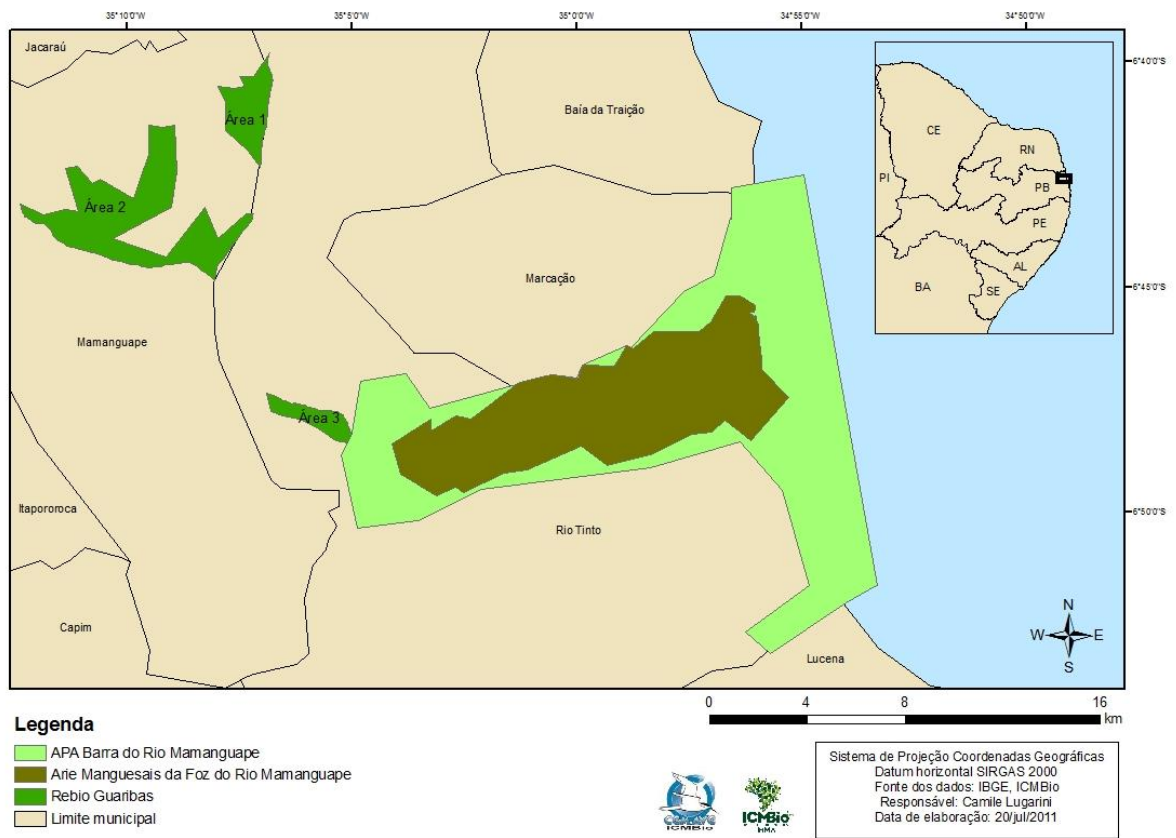 35°10'0"W
35°5'0"W
35°0'0"W
34°55'0"W
34°50'0"W
Jacaraú
6°40'0"S
Área 1
Baía da Traição
CE
RN
PI
PB
PE
AL
SE
BA
Área 2
Marcação
6°45'0"S
Mamanguape
Área 3
Itapororoca
Rio Tinto
6°50'0"S
Capim
Lucena
N
W
E
S
0 4 8 16
km
Legenda
APA Barra do Rio Mamanguape
Arie Manguesais da Foz do Rio Mamanguape
Rebio Guaribas
Limite municipal
ICMBio
ICMBio
MMA
Sistema de Projeção Coordenadas Geográficas
Datum horizontal SIRGAS 2000
Fonte dos dados: IBGE, ICMBio
Responsável: Camile Lugarini
Data de elaboração: 20/jul/2011